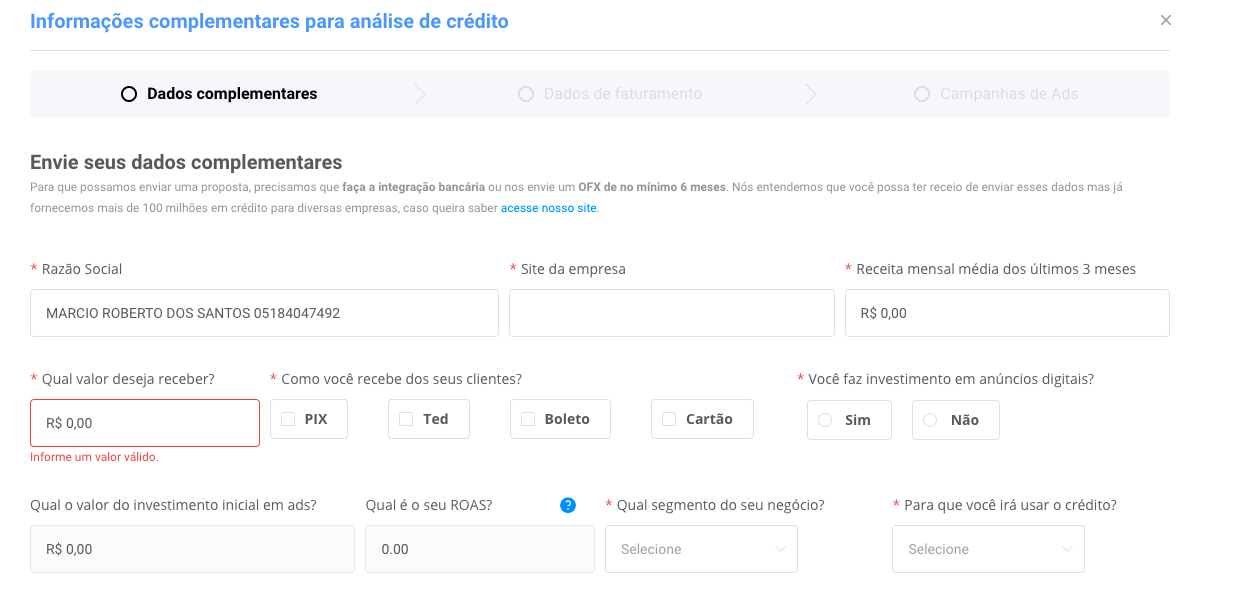 Informações complementares para análise de crédito
Dados complementares
Dados de faturamento
Campanhas de Ads
Envie seus dados complementares
Para que possamos enviar uma proposta, precisamos que faça a integração bancária ou nos envie um OFX de no mínimo 6 meses. Nós entendemos que você possa ter receio de enviar esses dados mas já
fornecemos mais de 100 milhões em crédito para diversas empresas, caso queira saber acesse nosso site.
* Razão Social
* Site da empresa
* Receita mensal média dos últimos 3 meses
MARCIO ROBERTO DOS SANTOS 05184047492
R$ 0,00
* Qual valor deseja receber?
* Como você recebe dos seus clientes?
* Você faz investimento em anúncios digitais?
R$ 0,00
PIX
Ted
Boleto
Cartão
Sim
Não
Informe um valor válido.
Qual o valor do investimento inicial em ads?
Qual é o seu ROAS?
?
* Qual segmento do seu negócio?
* Para que você irá usar o crédito?
R$ 0,00
0.00
Selecione
Selecione